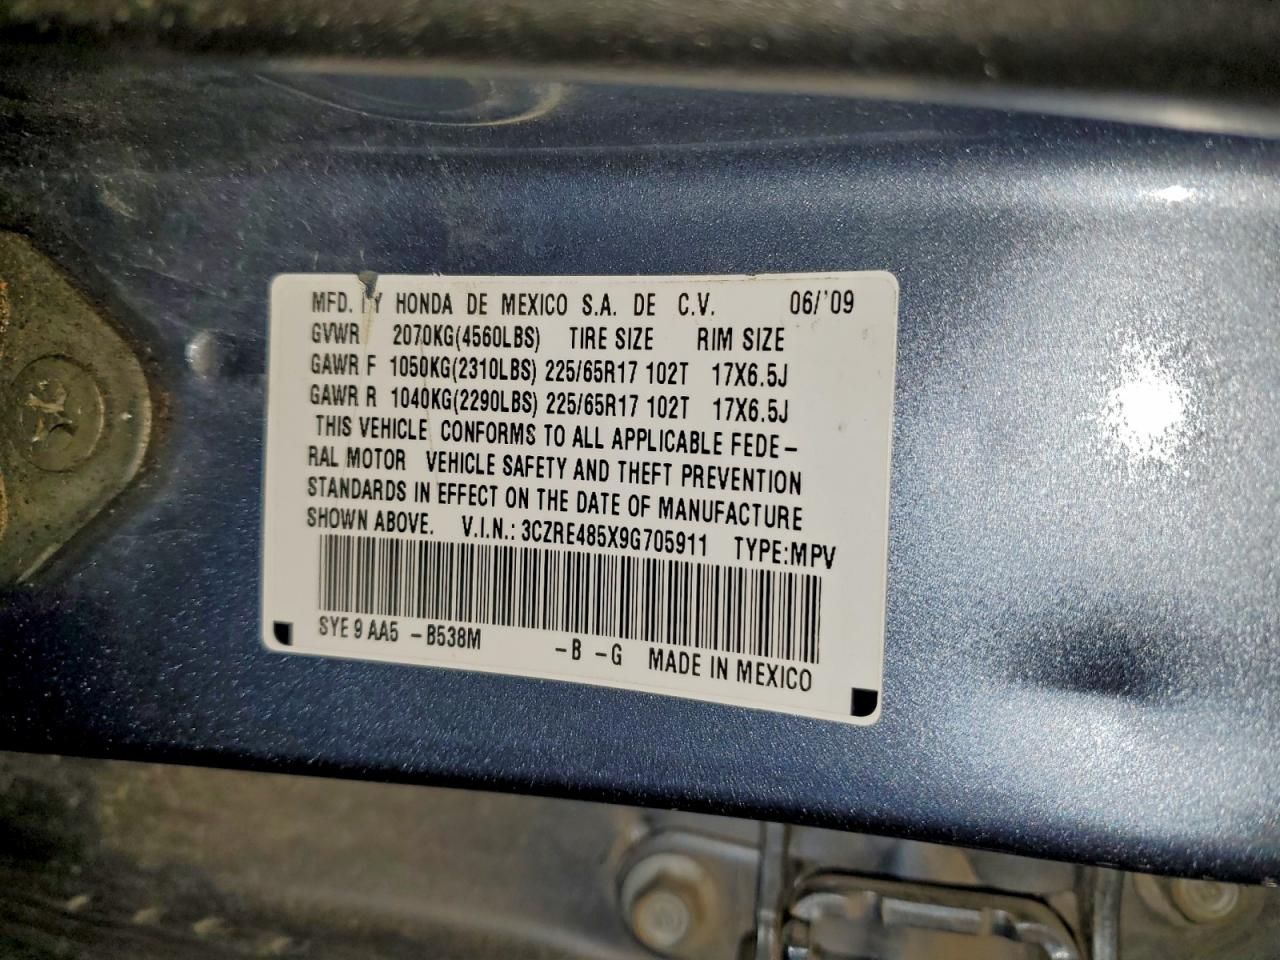 MFD. BY HONDA DE MEXICO S.A. DE C.V. 06/'09
GVWR 2070KG(4560LBS) TIRE SIZE RIM SIZE
GAWR F 1050KG(2310LBS) 225/65R17 102T 17X6.5J
GAWR R 1040KG(2290LBS) 225/65R17 102T 17X6.5J
THIS VEHICLE CONFORMS TO ALL APPLICABLE FEDE-
RAL MOTOR VEHICLE SAFETY AND THEFT PREVENTION
STANDARDS IN EFFECT ON THE DATE OF MANUFACTURE
SHOWN ABOVE. V.I.N.: 3CZRE485X9G705911 TYPE:MPV
SYE 9 AA5 -B538M -B -G MADE IN MEXICO